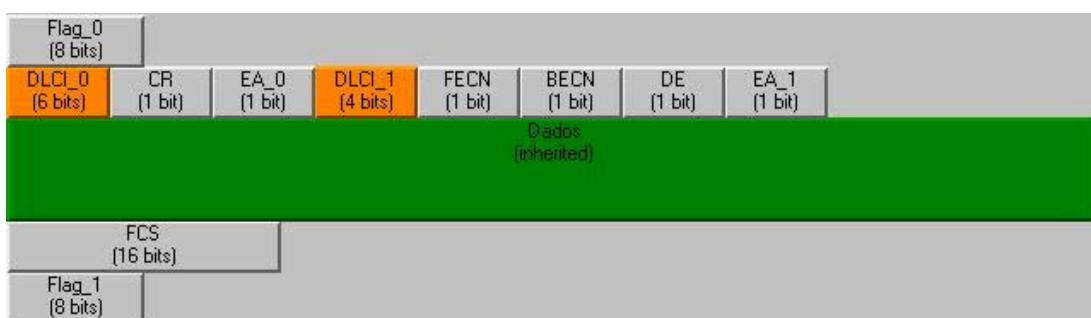 Flag_0
(8 bits)
DLCI_0 CR EA_0 DLCI_1 FECN BECN DE EA_1
(6 bits) (1 bit) (1 bit) (4 bits) (1 bit) (1 bit) (1 bit) (1 bit)
Dados
(inherited)
FCS
(16 bits)
Flag_1
(8 bits)